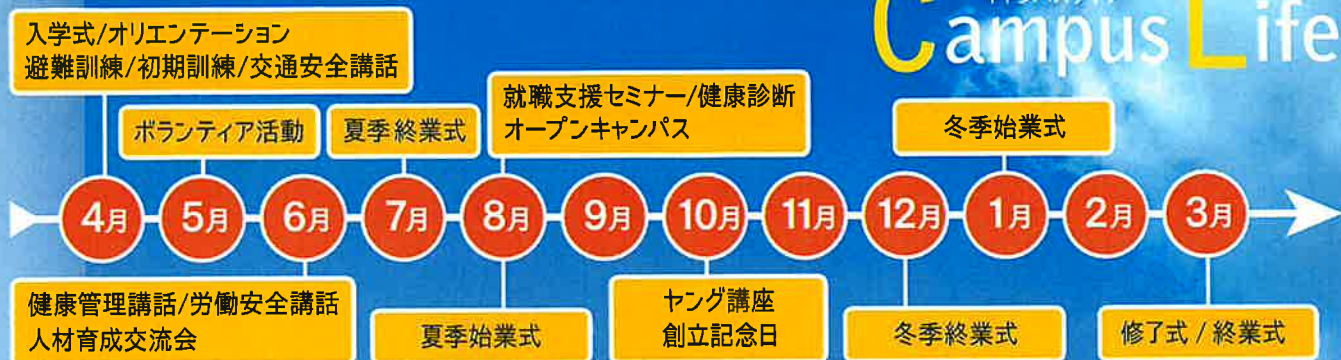 Campus Life
入学式/オリエンテーション
避難訓練/初期訓練/交通安全講話
就職支援セミナー/健康診断
オープンキャンパス
ボランティア活動
夏季終業式
冬季始業式
4月 5月 6月 7月 8月 9月 10月 11月 12月 1月 2月 3月
健康管理講話/労働安全講話
人材育成交流会
夏季始業式
ヤング講座
創立記念日
冬季終業式
修了式 / 終業式